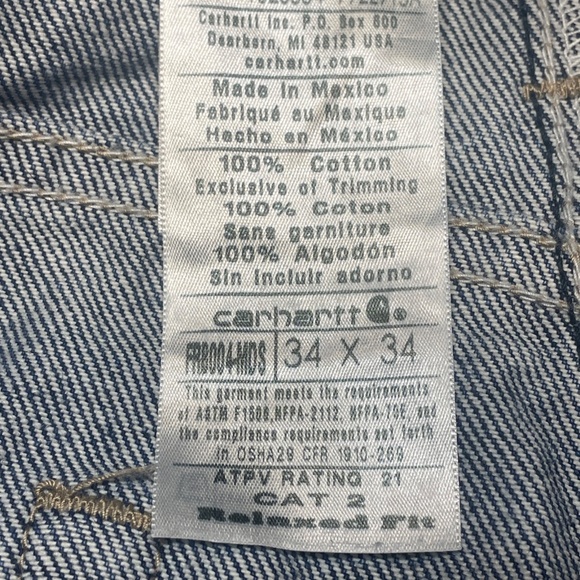 Carhartt Inc. P.O. Box 600
Dearborn, MI 48121 USA
carhartt.com
Made in Mexico
Fabriqué au Mexique
Hecho en México
100% Cotton
Exclusive of Trimming
100% Coton
Sans garniture
100% Algodón
Sin Incluir adorno
carhartt ®
FRB004-MDS 34 X 34
This garment meets the requirements
of ASTM F1506,NFPA-2112, NFPA-70E, and
the compliance requirements set forth
in OSHA29 CFR 1910-269
ATPV RATING 21
CAT 2
Relaxed Fit